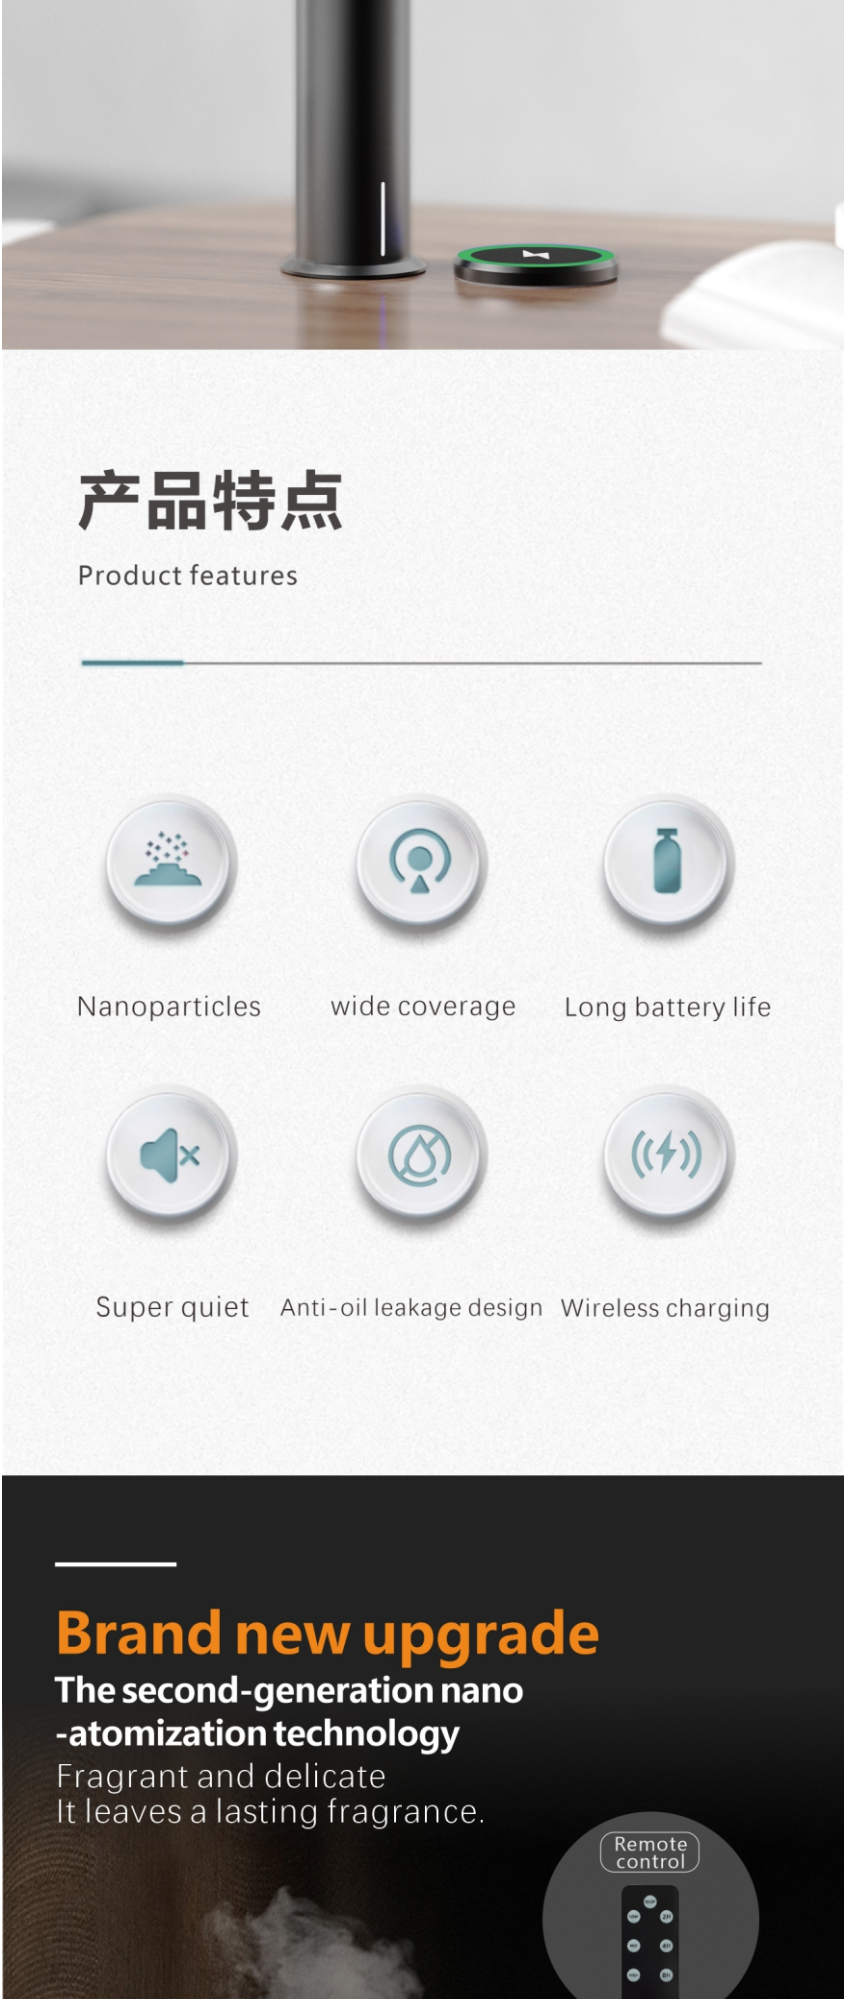 产品特点
Product features
Nanoparticles
wide coverage
Long battery life
Super quiet
Anti-oil leakage design
Wireless charging
Brand new upgrade
The second-generation nano
-atomization technology
Fragrant and delicate
It leaves a lasting fragrance.
Remote
control